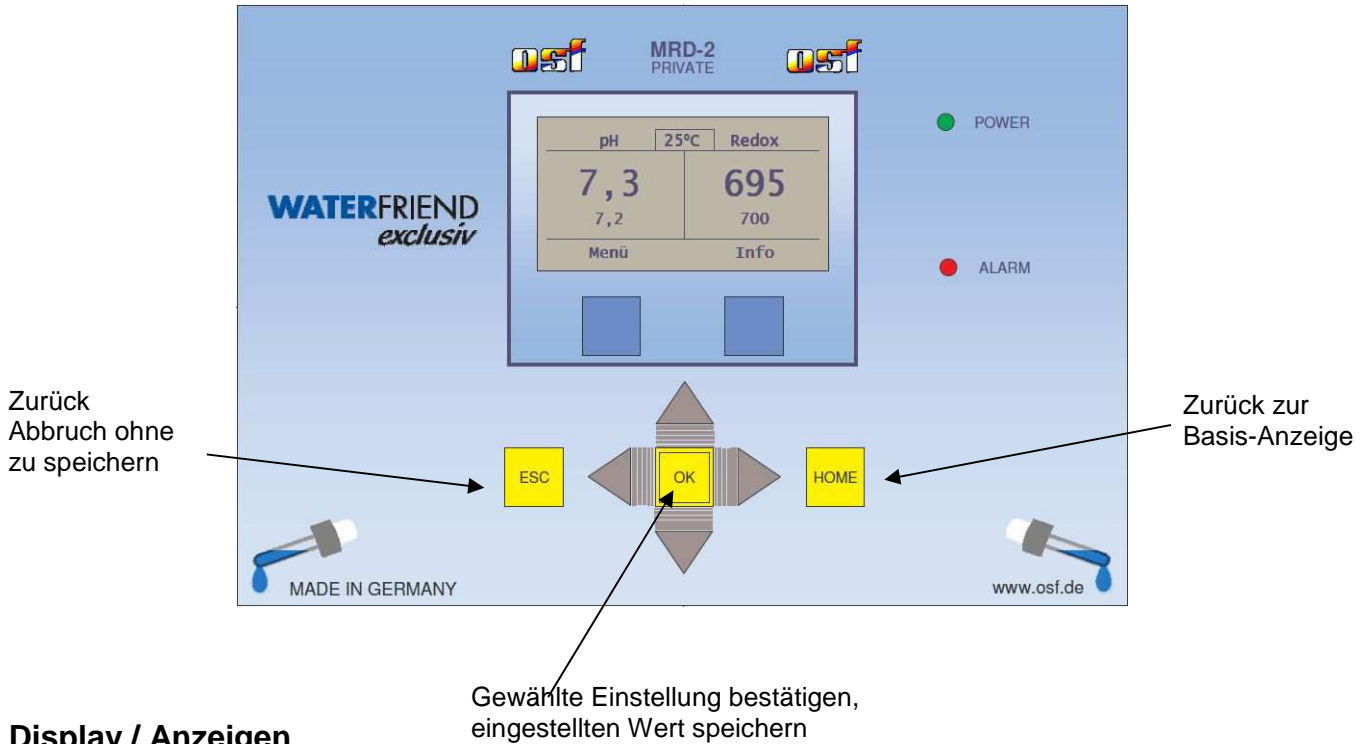 osf
MRD-2
PRIVATE
osf
POWER
pH 25°C Redox
7,3 695
7,2 700
Menü Info
WATERFRIEND
exclusiv
ALARM
Zurück
Abbruch ohne
zu speichern
Zurück zur
Basis-Anzeige
ESC
OK
HOME
MADE IN GERMANY
www.osf.de
Gewählte Einstellung bestätigen,
eingestellten Wert speichern
Display / Anzeigen